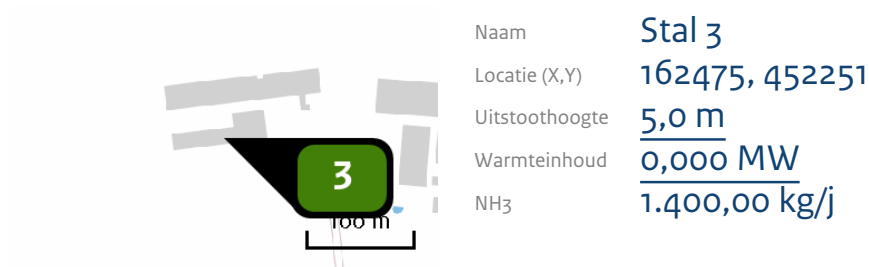 3
100 m
Naam Stal 3
Locatie (X,Y) 162475, 452251
Uitstoothoogte 5,0 m
Warmteinhoud 0,000 MW
NH3 1.400,00 kg/j